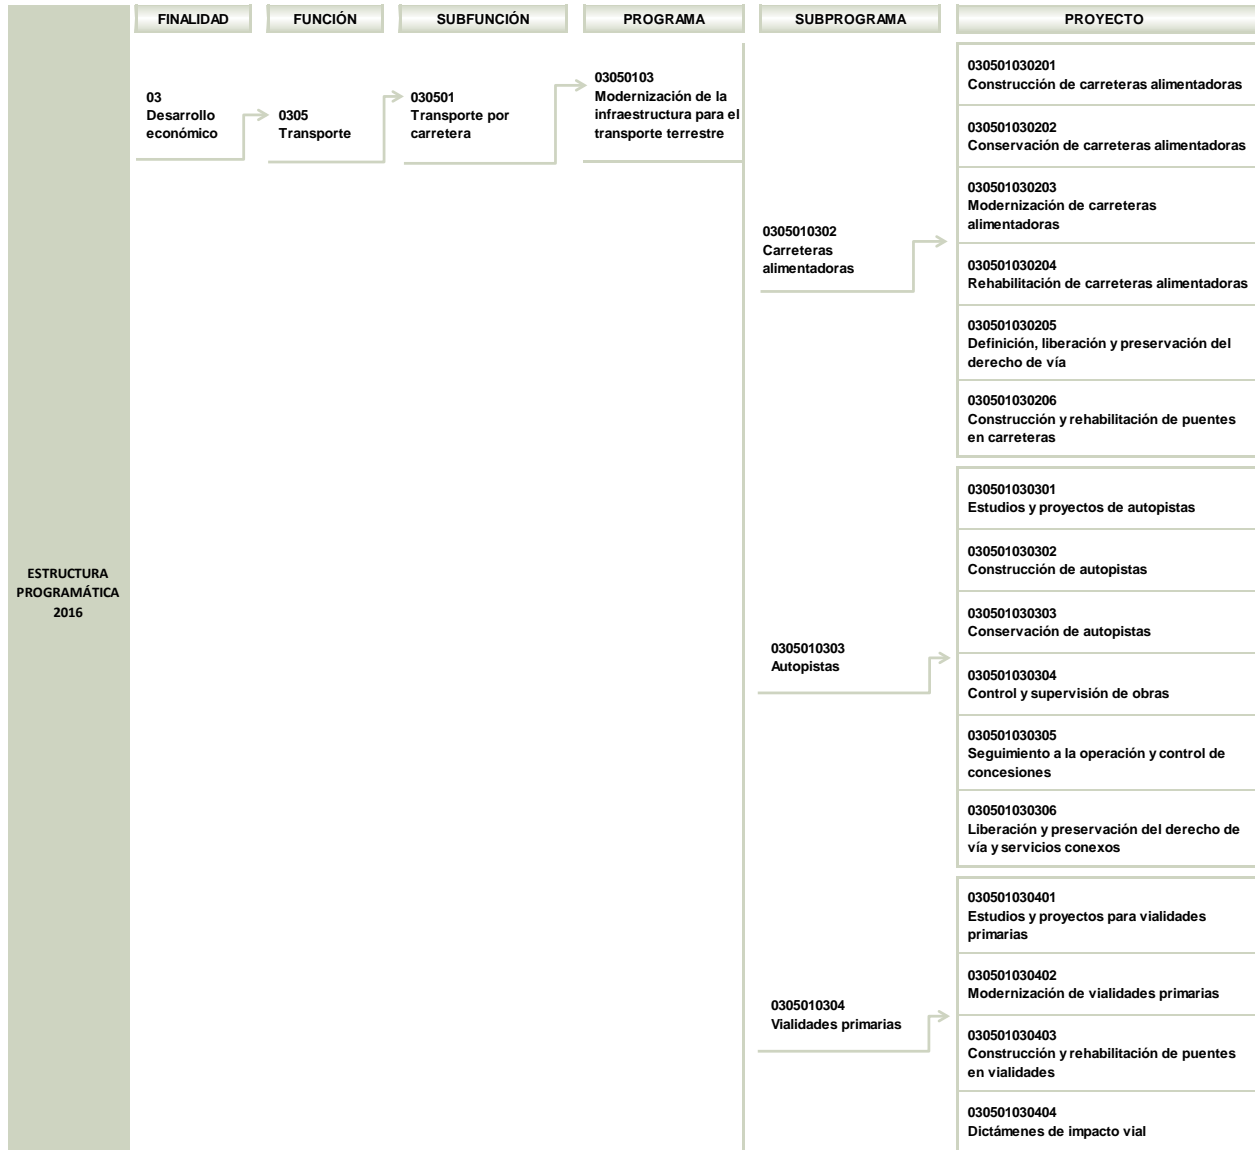 FINALIDAD
FUNCIÓN
SUBFUNCIÓN
PROGRAMA
SUBPROGRAMA
PROYECTO
ESTRUCTURA
PROGRAMÁTICA
2016
03
Desarrollo
económico
0305
Transporte
030501
Transporte por
carretera
03050103
Modernización de la
infraestructura para el
transporte terrestre
0305010302
Carreteras
alimentadoras
030501030201
Construcción de carreteras alimentadoras
030501030202
Conservación de carreteras alimentadoras
030501030203
Modernización de carreteras
alimentadoras
030501030204
Rehabilitación de carreteras alimentadoras
030501030205
Definición, liberación y preservación del
derecho de vía
030501030206
Construcción y rehabilitación de puentes
en carreteras
0305010303
Autopistas
030501030301
Estudios y proyectos de autopistas
030501030302
Construcción de autopistas
030501030303
Conservación de autopistas
030501030304
Control y supervisión de obras
030501030305
Seguimiento a la operación y control de
concesiones
030501030306
Liberación y preservación del derecho de
vía y servicios conexos
0305010304
Vialidades primarias
030501030401
Estudios y proyectos para vialidades
primarias
030501030402
Modernización de vialidades primarias
030501030403
Construcción y rehabilitación de puentes
en vialidades
030501030404
Dictámenes de impacto vial